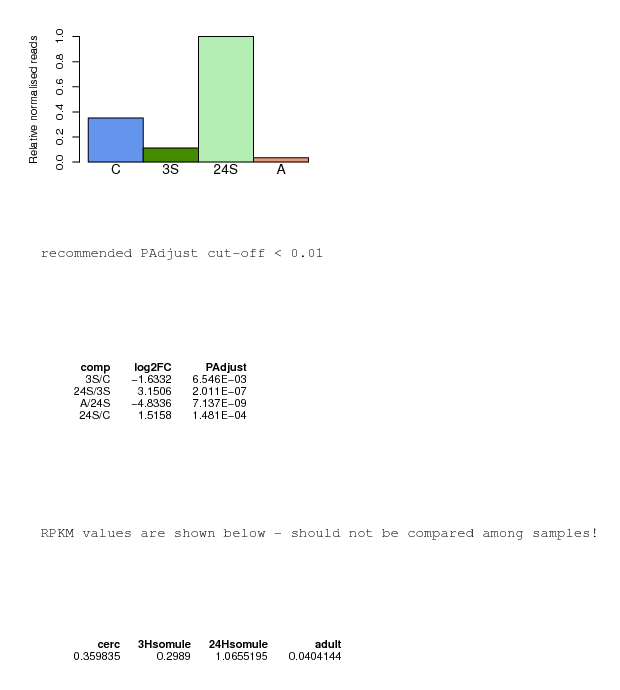 Relative normalised reads
1.0
0.8
0.6
0.4
0.2
0.0
C 3S 24S A
recommended PAdjust cut-off < 0.01
comp log2FC PAdjust
3S/C −1.6332 6.546E−03
24S/3S 3.1506 2.011E−07
A/24S −4.8336 7.137E−09
24S/C 1.5158 1.481E−04
RPKM values are shown below - should not be compared among samples!
cerc 3Hsomule 24Hsomule adult
0.359835 0.2989 1.0655195 0.0404144